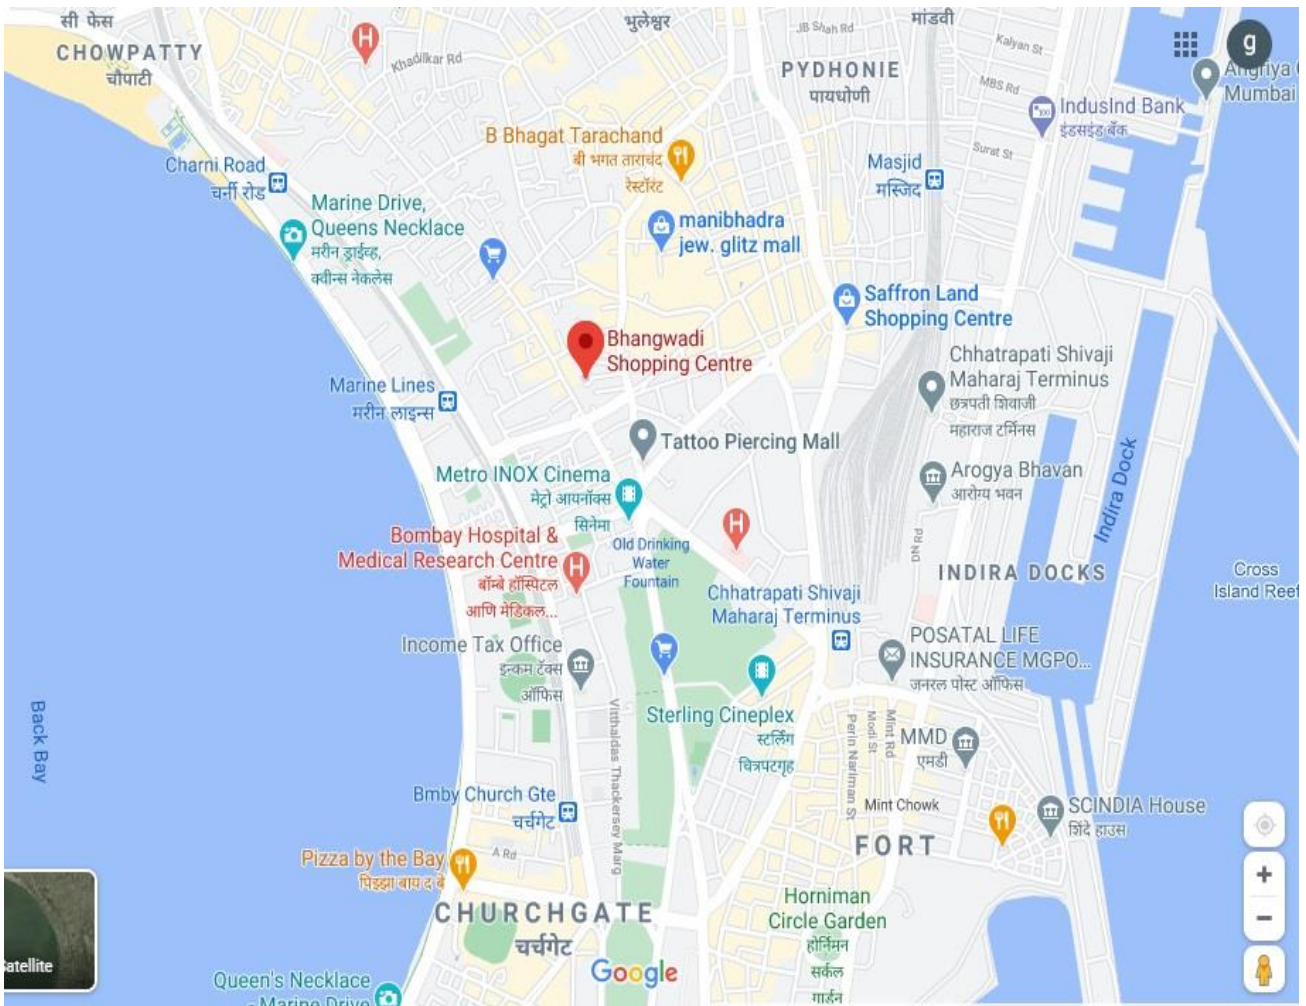 सी फेस
भुलेश्वर
मांडवी
CHOWPATTY
चौपाटी
Khadilkar Rd
JB Shah Rd
Kalyan St
g
PYDHONIE
पायधोणी
MBS Rd
Angriya
Mumbai
IndusInd Bank
इंडसइंड बँक
B Bhagat Tarachand
बी भगत ताराचंद
रेस्टॉरंट
Surat St
Charni Road
चर्नी रोड
Masjid
मस्जिद
Marine Drive,
Queens Necklace
मरीन ड्राईव्ह,
क्वीन्स नेकलेस
manibhadra
jew. glitz mall
Saffron Land
Shopping Centre
Bhangwadi
Shopping Centre
Chhatrapati Shivaji
Maharaj Terminus
छत्रपती शिवाजी
महाराज टर्मिनस
Marine Lines
मरीन लाइन्स
Tattoo Piercing Mall
Metro INOX Cinema
मेट्रो आयनॉक्स
सिनेमा
Arogya Bhavan
आरोग्य भवन
Indira Dock
Bombay Hospital &
Medical Research Centre
बॉम्बे हॉस्पिटल
आणि मेडिकल...
Old Drinking
Water
Fountain
DN Rd
INDIRA DOCKS
Cross
Island Reef
Chhatrapati Shivaji
Maharaj Terminus
Income Tax Office
इन्कम टॅक्स
ऑफिस
POSATAL LIFE
INSURANCE MGPO...
जनरल पोस्ट ऑफिस
Back Bay
Vitthaldas Thackersey Marg
Sterling Cineplex
स्टर्लिंग
चित्रपटगृह
Perin Nariman St
Modi St
Mint Rd
MMD
एमडी
Bmby Church Gte
चर्चगेट
Mint Chowk
SCINDIA House
शिंदे हाउस
FORT
A Rd
Pizza by the Bay
पिझ्झा बाय द बे
CHURCHGATE
चर्चगेट
Horniman
Circle Garden
होर्निमन
सर्कल
गार्डन
Satellite
Google
Queen's Necklace
- Marine Drive